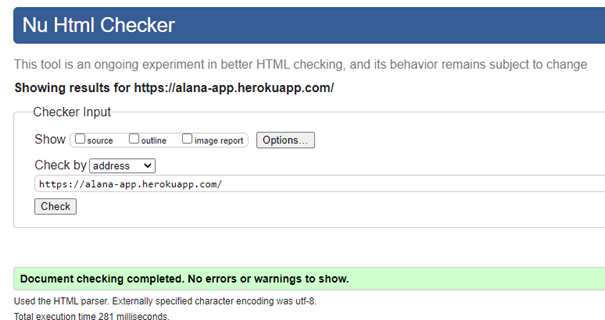 Nu Html Checker
This tool is an ongoing experiment in better HTML checking, and its behavior remains subject to change
Showing results for https://alana-app.herokuapp.com/
Checker Input
Show source outline image report Options...
Check by address
https://alana-app.herokuapp.com/
Check
Document checking completed. No errors or warnings to show.
Used the HTML parser. Externally specified character encoding was utf-8.
Total execution time 281 milliseconds.